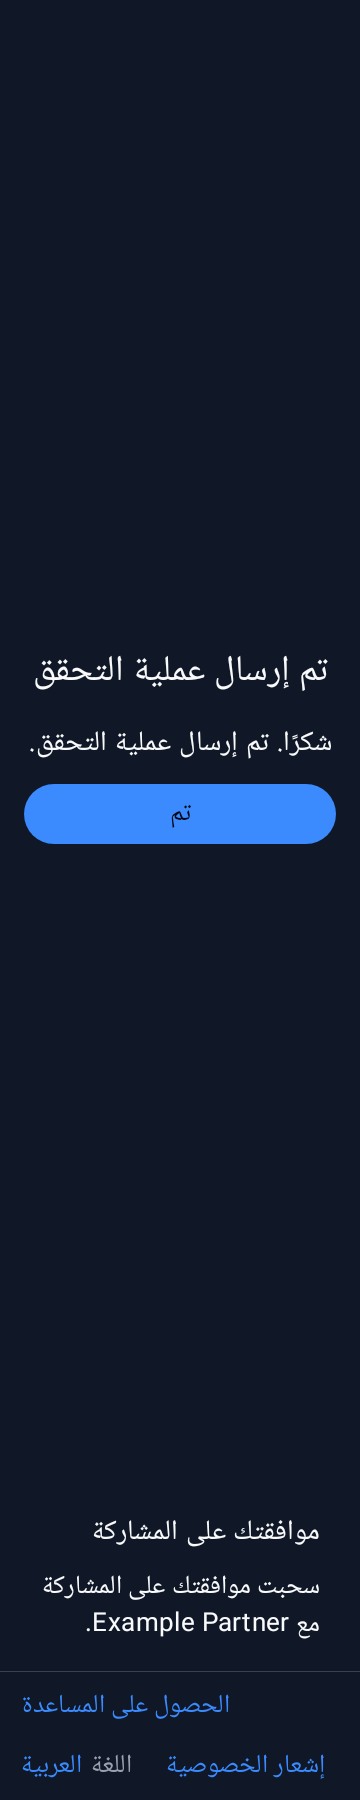 تم إرسال عملية التحقق
شكرًا. تم إرسال عملية التحقق.
تم
موافقتك على المشاركة
سحبت موافقتك على المشاركة
مع Example Partner.
الحصول على المساعدة
إشعار الخصوصية اللغة العربية